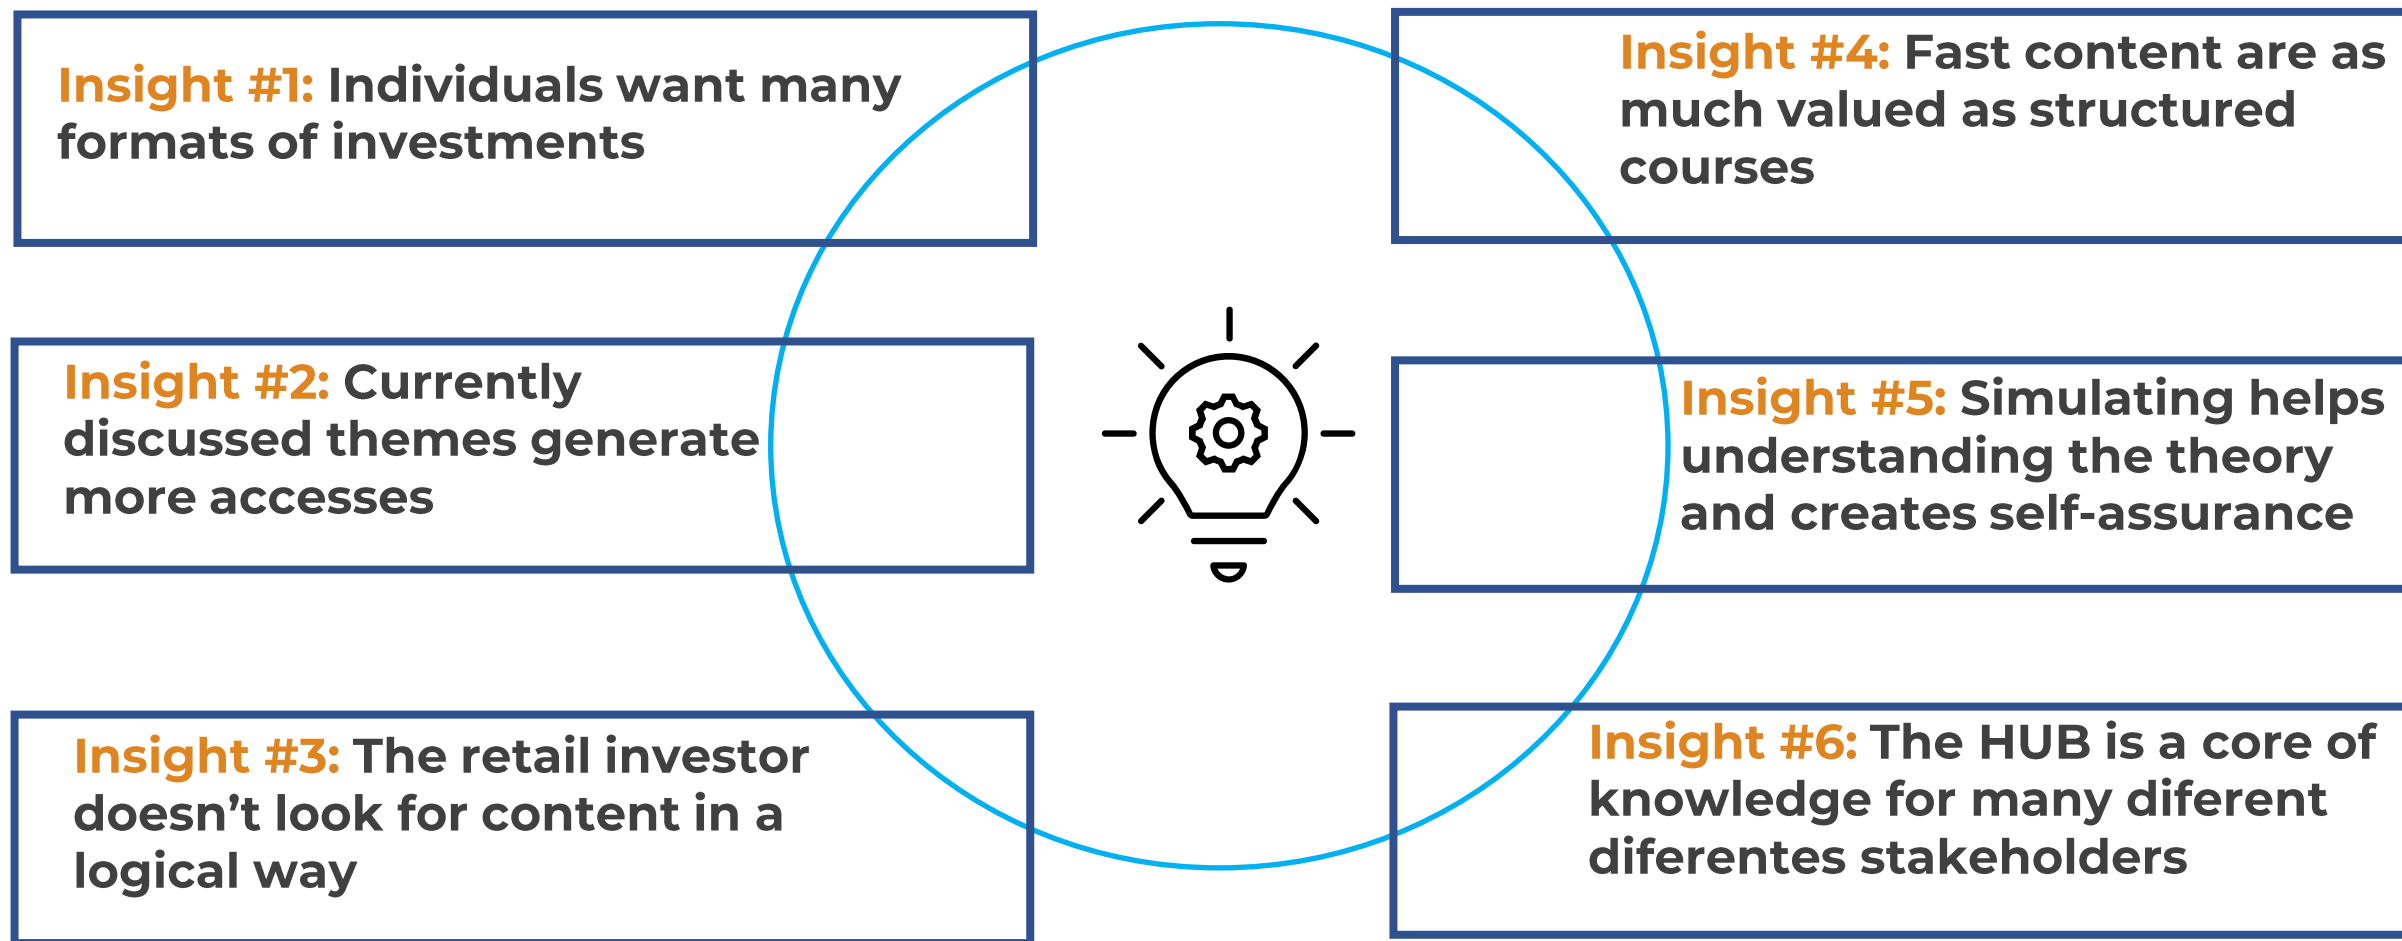 Insight #1: Individuals want many
formats of investments
Insight #2: Currently
discussed themes generate
more accesses
Insight #3: The retail investor
doesn’t look for content in a
logical way
Insight #4: Fast content are as
much valued as structured
courses
Insight #5: Simulating helps
understanding the theory
and creates self-assurance
Insight #6: The HUB is a core of
knowledge for many diferent
diferentes stakeholders